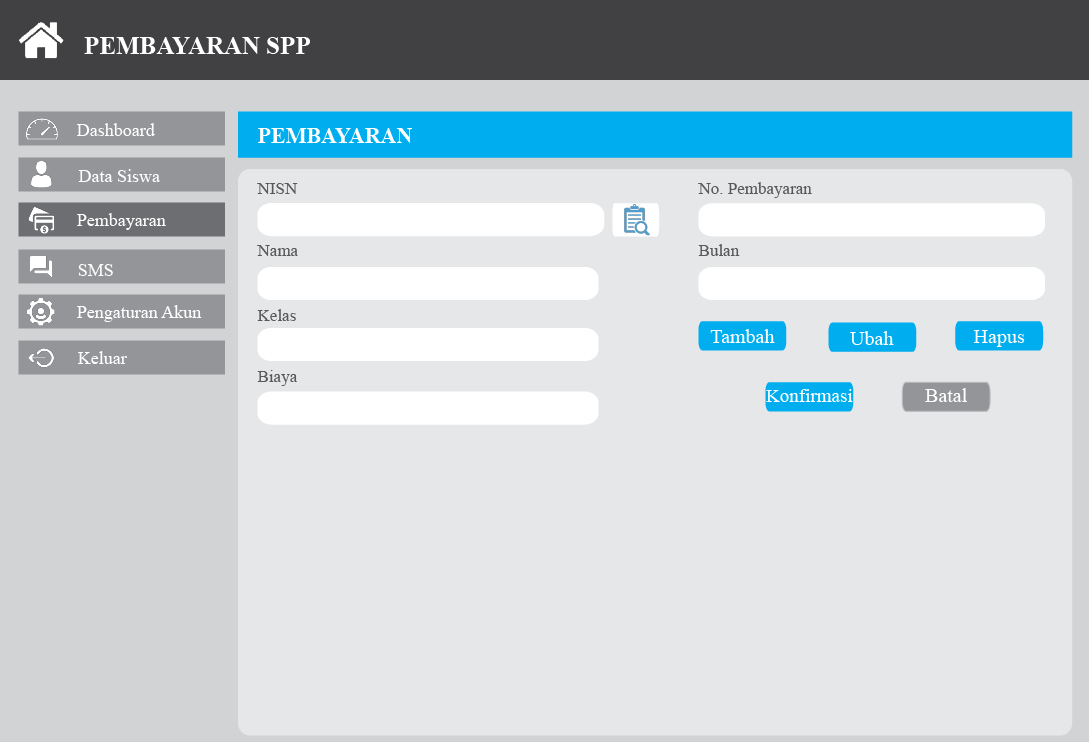 PEMBAYARAN SPP
Dashboard
Data Siswa
Pembayaran
SMS
Pengaturan Akun
Keluar
PEMBAYARAN
NISN
Nama
Kelas
Biaya
No. Pembayaran
Bulan
Tambah
Ubah
Hapus
Konfirmasi
Batal